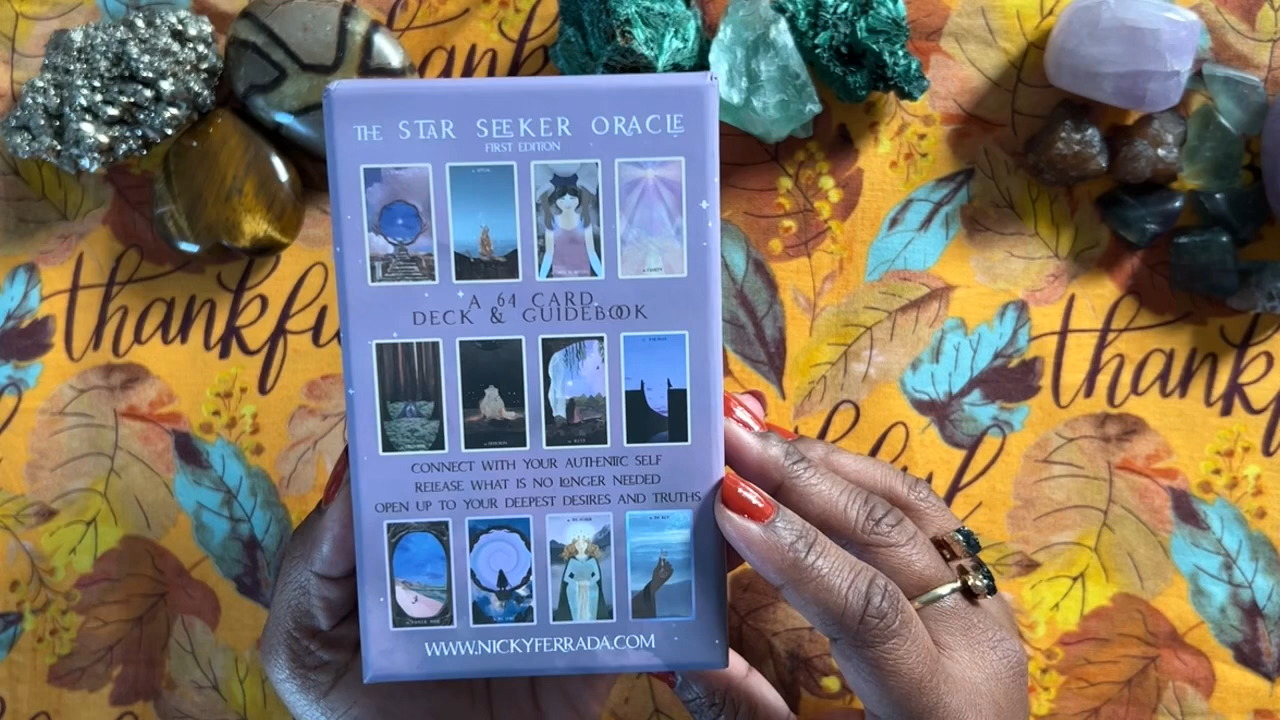 thankful
THE STAR SEEKER ORACLE
FIRST EDITION
A 64 CARD
DECK & GUIDEBOOK
thankfu
thank
CONNECT WITH YOUR AUTHENTIC SELF
RELEASE WHAT IS NO LONGER NEEDED
OPEN UP TO YOUR DEEPEST DESIRES AND TRUTHS
WWW.NICKYFERRADA.COM